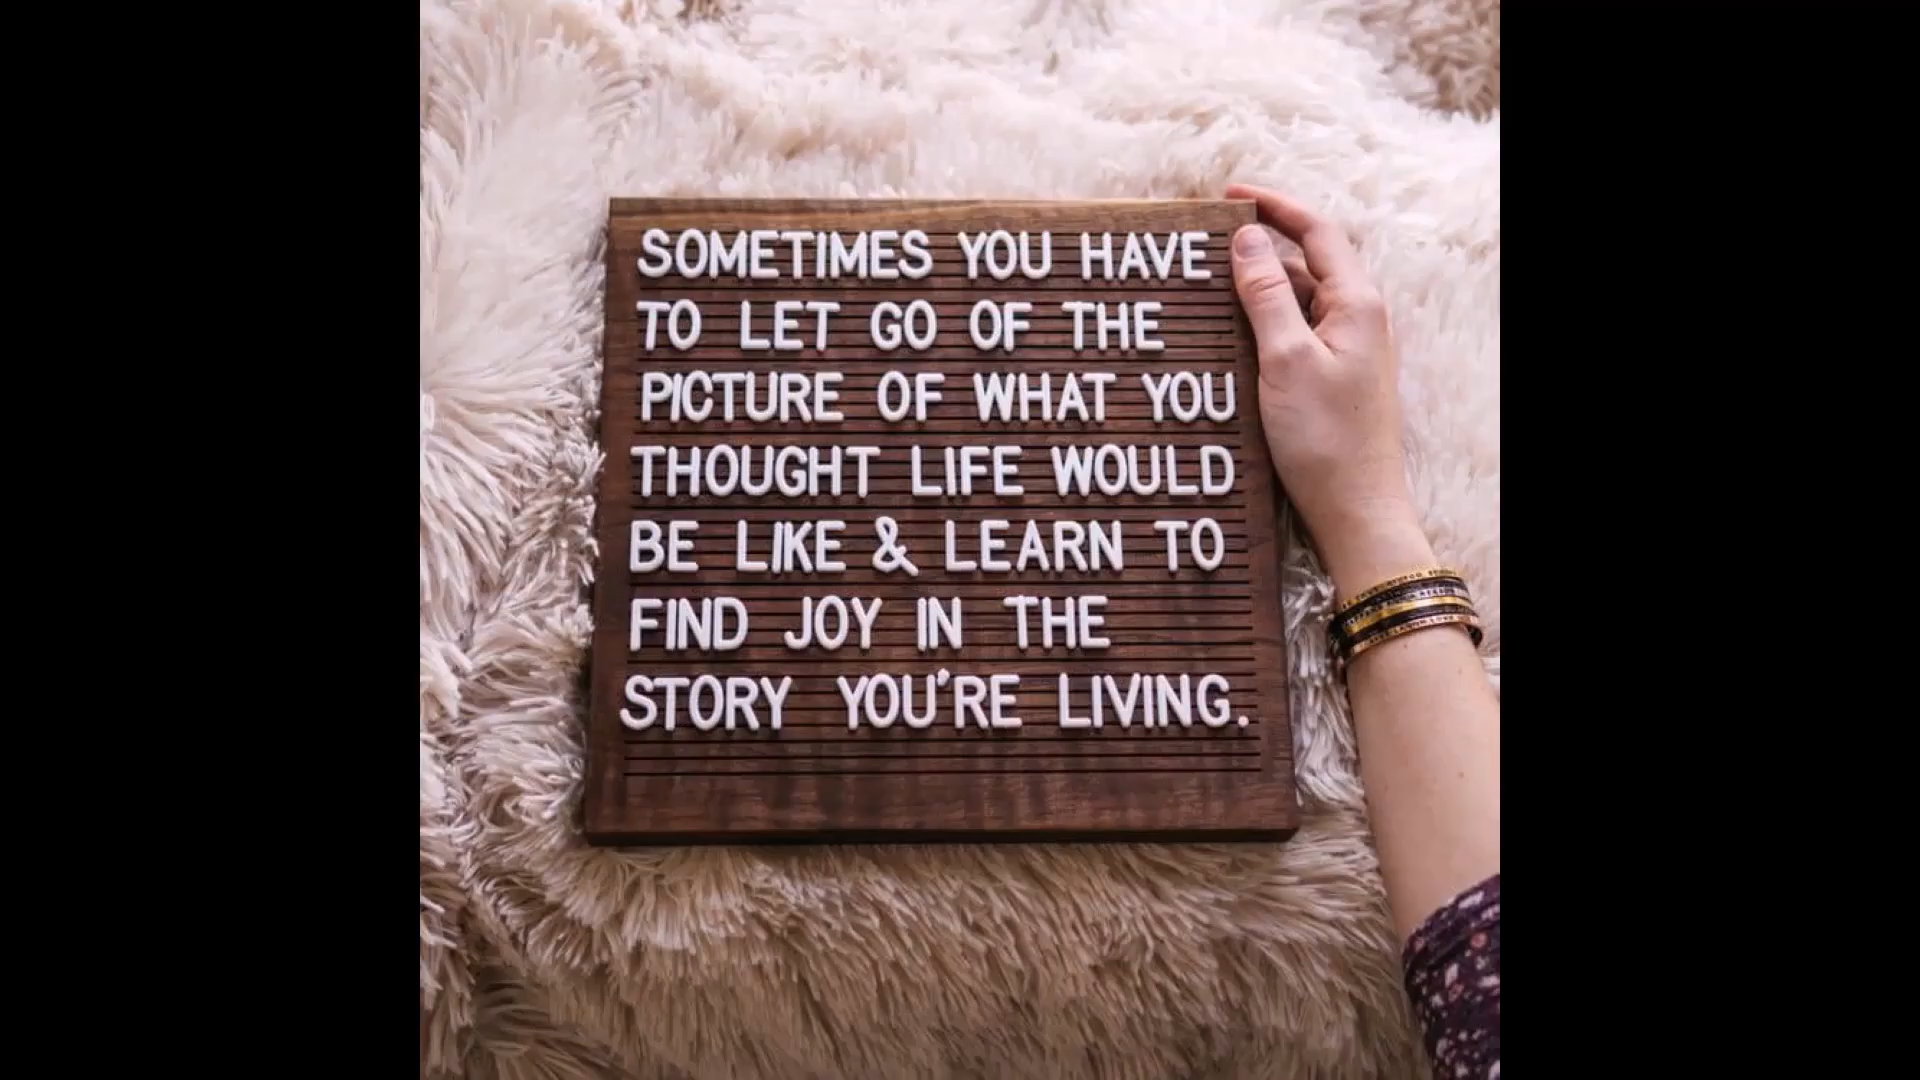 SOMETIMES YOU HAVE
TO LET GO OF THE
PICTURE OF WHAT YOU
THOUGHT LIFE WOULD
BE LIKE & LEARN TO
FIND JOY IN THE
STORY YOU'RE LIVING.